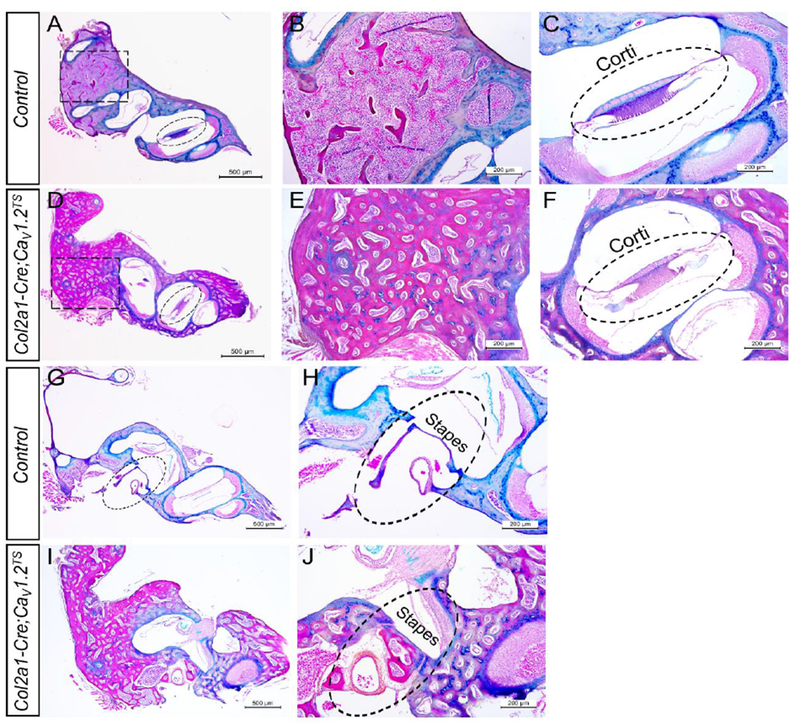 Control
A
500 µm
B
200 µm
C
Corti
200 µm
Col2a1-Cre;CaV1.2TS
D
500 µm
E
200 µm
F
Corti
200 µm
Control
G
500 µm
H
Stapes
200 µm
Col2a1-Cre;CaV1.2TS
I
500 µm
J
Stapes
200 µm